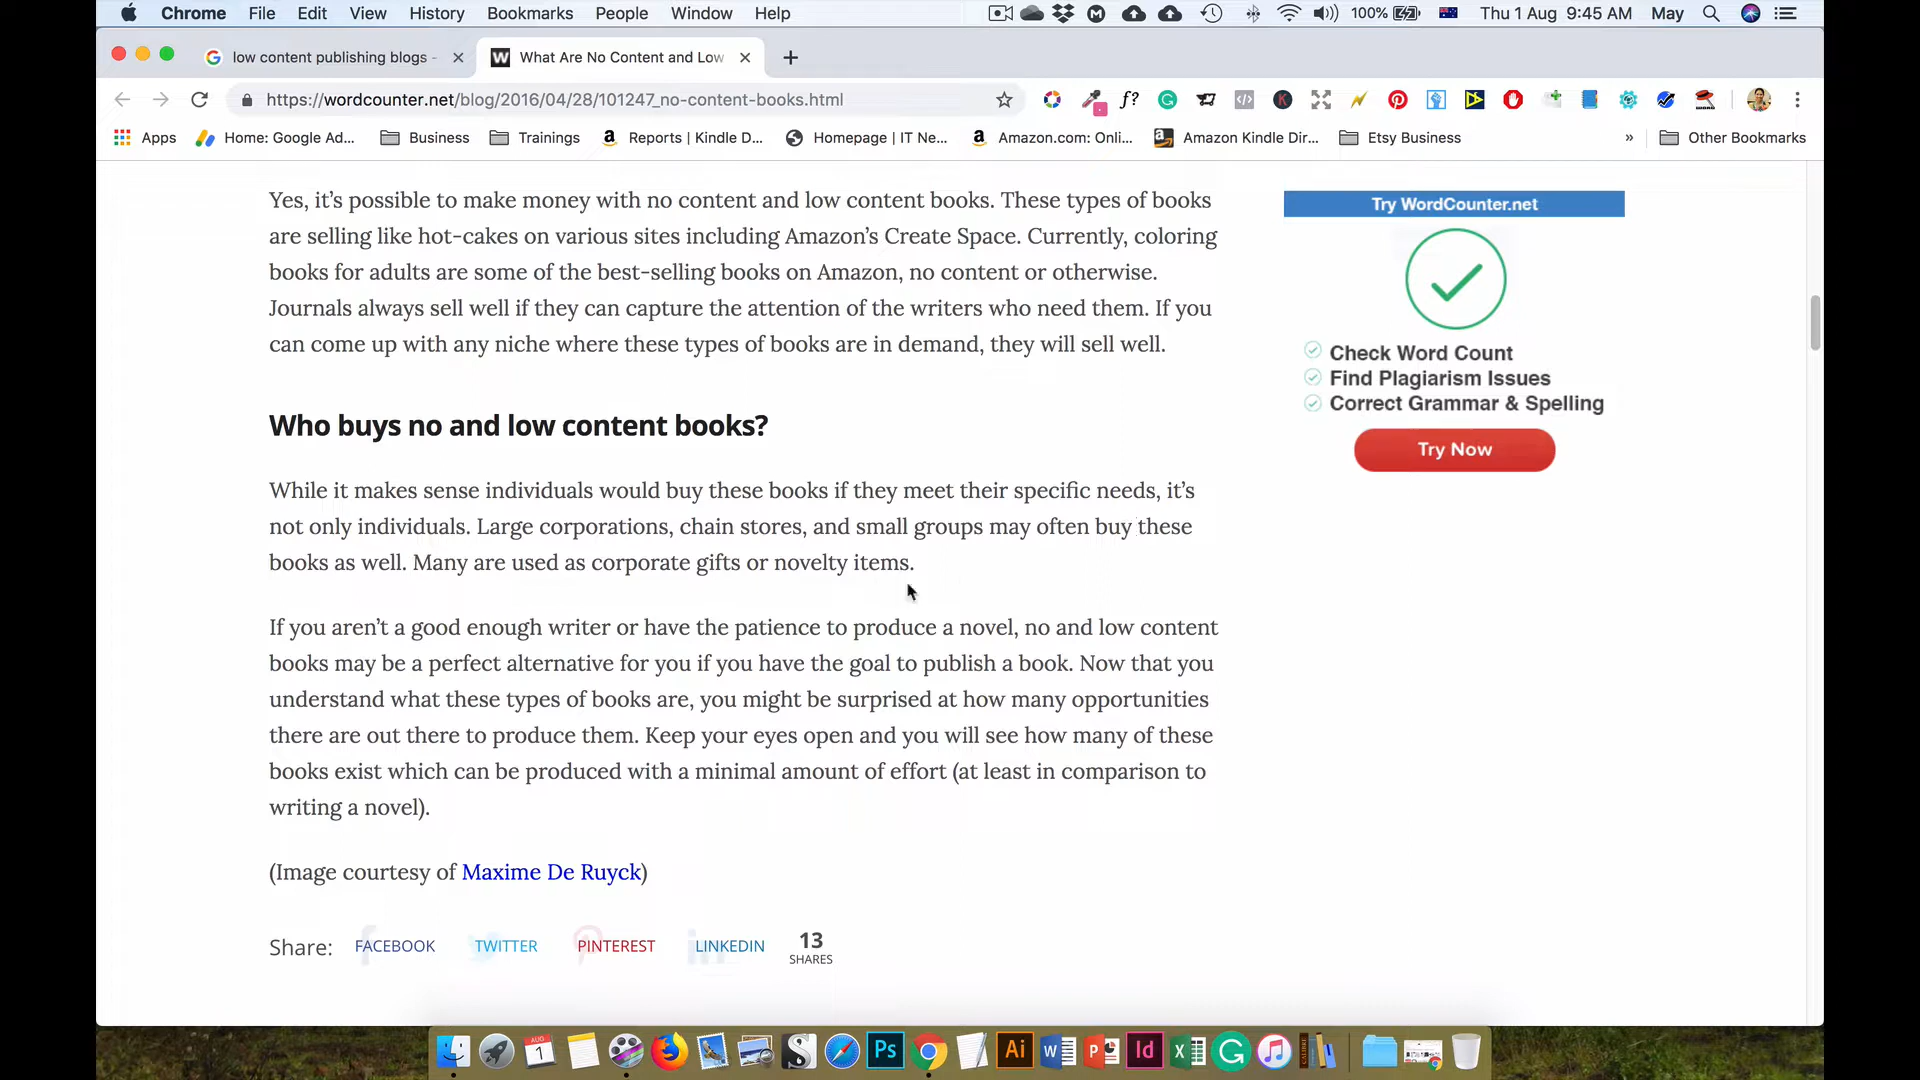 Chrome File Edit View History Bookmarks People Window Help 100% Thu 1 Aug 9:45 AM May
low content publishing blogs - What Are No Content and Low
https://wordcounter.net/blog/2016/04/28/101247_no-content-books.html
Apps Home: Google Ad... Business Trainings Reports | Kindle D... Homepage | IT Ne... Amazon.com: Onli... Amazon Kindle Dir... Etsy Business » Other Bookmarks
Yes, it's possible to make money with no content and low content books. These types of books
are selling like hot-cakes on various sites including Amazon's Create Space. Currently, coloring
books for adults are some of the best-selling books on Amazon, no content or otherwise.
Journals always sell well if they can capture the attention of the writers who need them. If you
can come up with any niche where these types of books are in demand, they will sell well.
Who buys no and low content books?
While it makes sense individuals would buy these books if they meet their specific needs, it's
not only individuals. Large corporations, chain stores, and small groups may often buy these
books as well. Many are used as corporate gifts or novelty items.
If you aren't a good enough writer or have the patience to produce a novel, no and low content
books may be a perfect alternative for you if you have the goal to publish a book. Now that you
understand what these types of books are, you might be surprised at how many opportunities
there are out there to produce them. Keep your eyes open and you will see how many of these
books exist which can be produced with a minimal amount of effort (at least in comparison to
writing a novel).
(Image courtesy of Maxime De Ruyck)
Share: FACEBOOK TWITTER PINTEREST LINKEDIN 13
SHARES
Try WordCounter.net
Check Word Count
Find Plagiarism Issues
Correct Grammar & Spelling
Try Now
AUG
1
Ps
Ai
W
P
Id
X